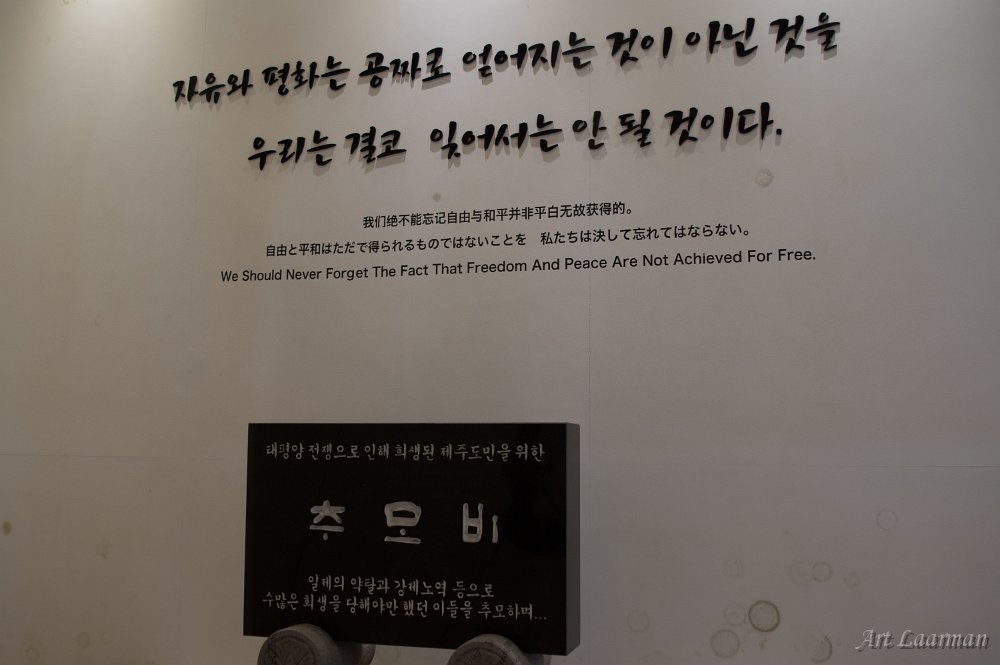 자유와 평화는 공짜로 얻어지는 것이 아닌 것을
우리는 결코 잊어서는 안 될 것이다.
我们绝不能忘记自由与和平并非平白无故获得的。
自由と平和はただで得られるものではないことを 私たちは決して忘れてはならない。
We Should Never Forget The Fact That Freedom And Peace Are Not Achieved For Free.
태평양 전쟁으로 인해 희생된 제주도민을 위한
추 모 비
일제의 약탈과 강제노역 등으로
수많은 희생을 당해야만 했던 이들을 추모하며...
Art Laarman